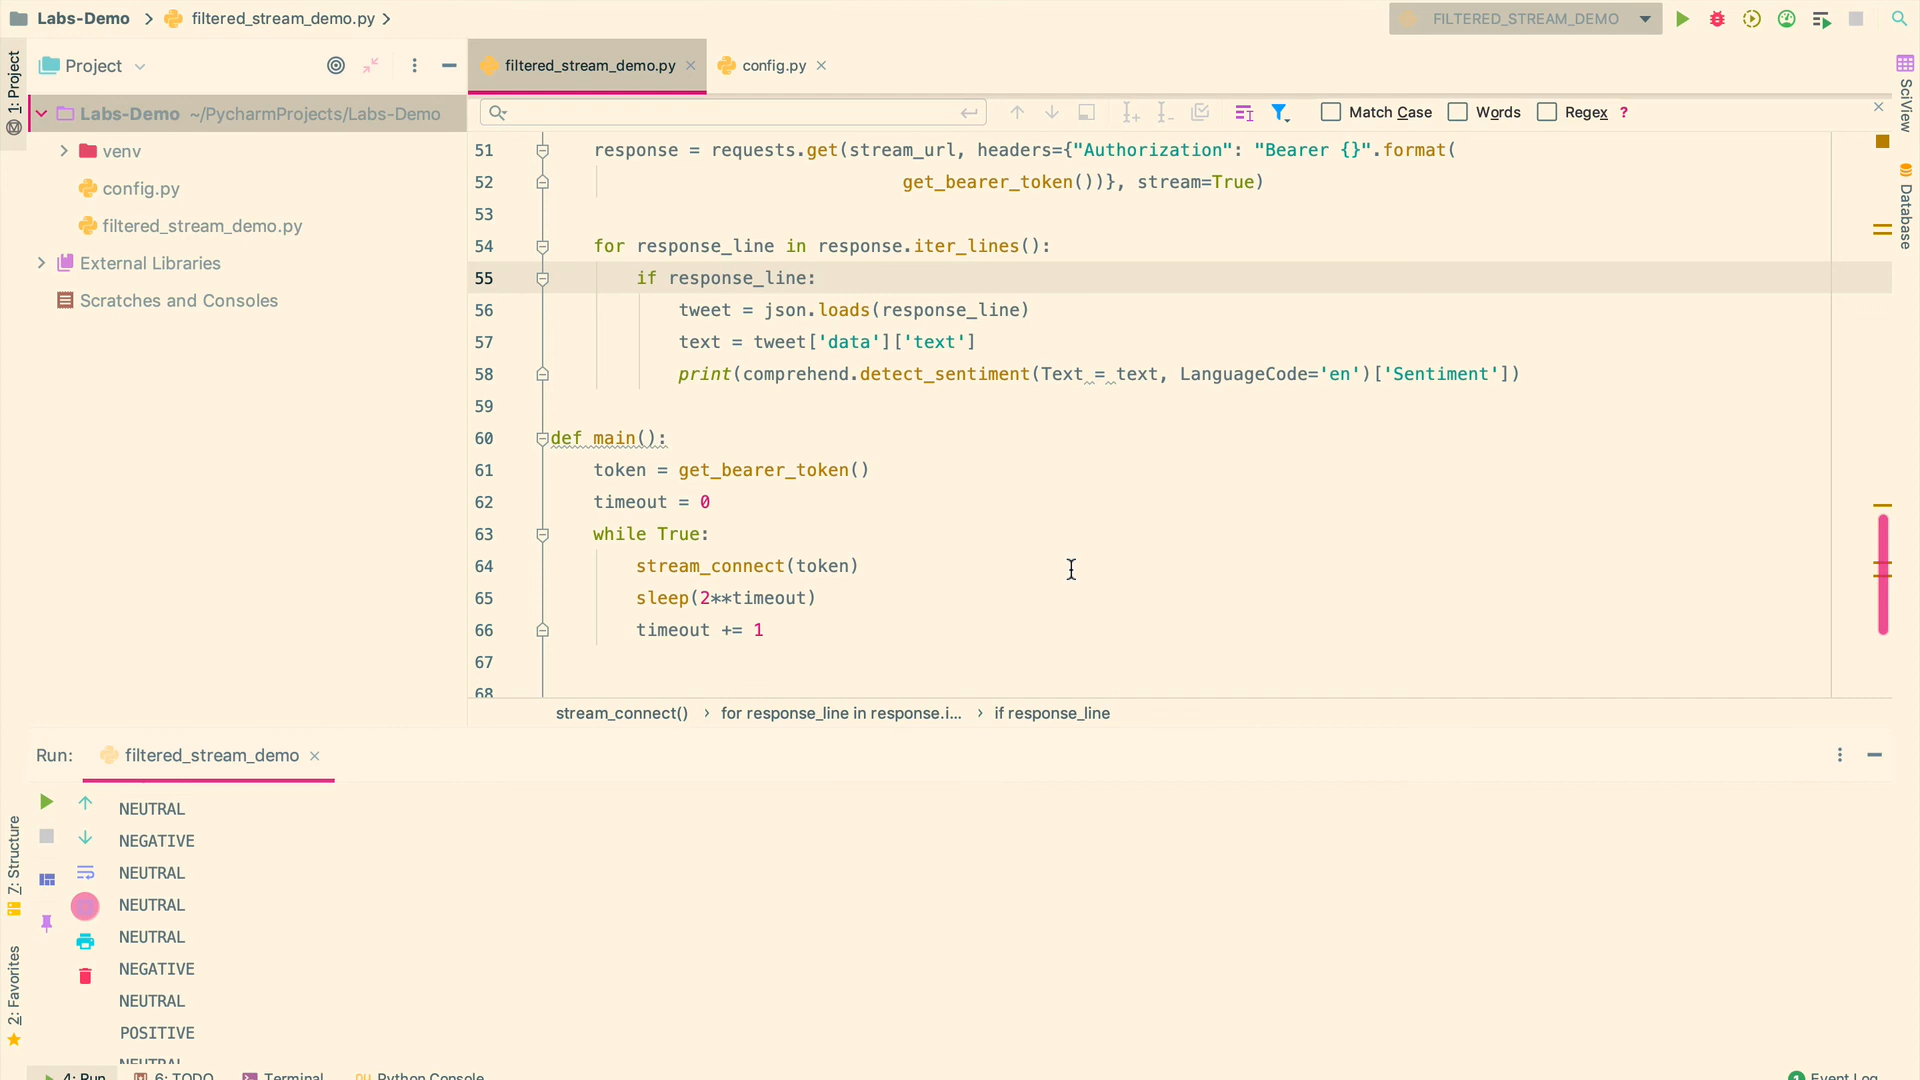 Labs-Demo filtered_stream_demo.py
FILTERED_STREAM_DEMO
1: Project
Project
Labs-Demo ~/PycharmProjects/Labs-Demo
venv
config.py
filtered_stream_demo.py
External Libraries
Scratches and Consoles
filtered_stream_demo.py
config.py
Match Case
Words
Regex ?
51 response = requests.get(stream_url, headers={"Authorization": "Bearer {}".format(
52 get_bearer_token())}, stream=True)
53
54 for response_line in response.iter_lines():
55 if response_line:
56 tweet = json.loads(response_line)
57 text = tweet['data']['text']
58 print(comprehend.detect_sentiment(Text = text, LanguageCode='en')['Sentiment'])
59
60 def main():
61 token = get_bearer_token()
62 timeout = 0
63 while True:
64 stream_connect(token)
65 sleep(2**timeout)
66 timeout += 1
67
68
stream_connect() › for response_line in response.i... › if response_line
SciView
Database
Run: filtered_stream_demo
NEUTRAL
NEGATIVE
NEUTRAL
NEUTRAL
NEUTRAL
NEGATIVE
NEUTRAL
POSITIVE
NEUTRAL
7: Structure
2: Favorites
4: Run
6: TODO
Terminal
Python Console
1 Event Log